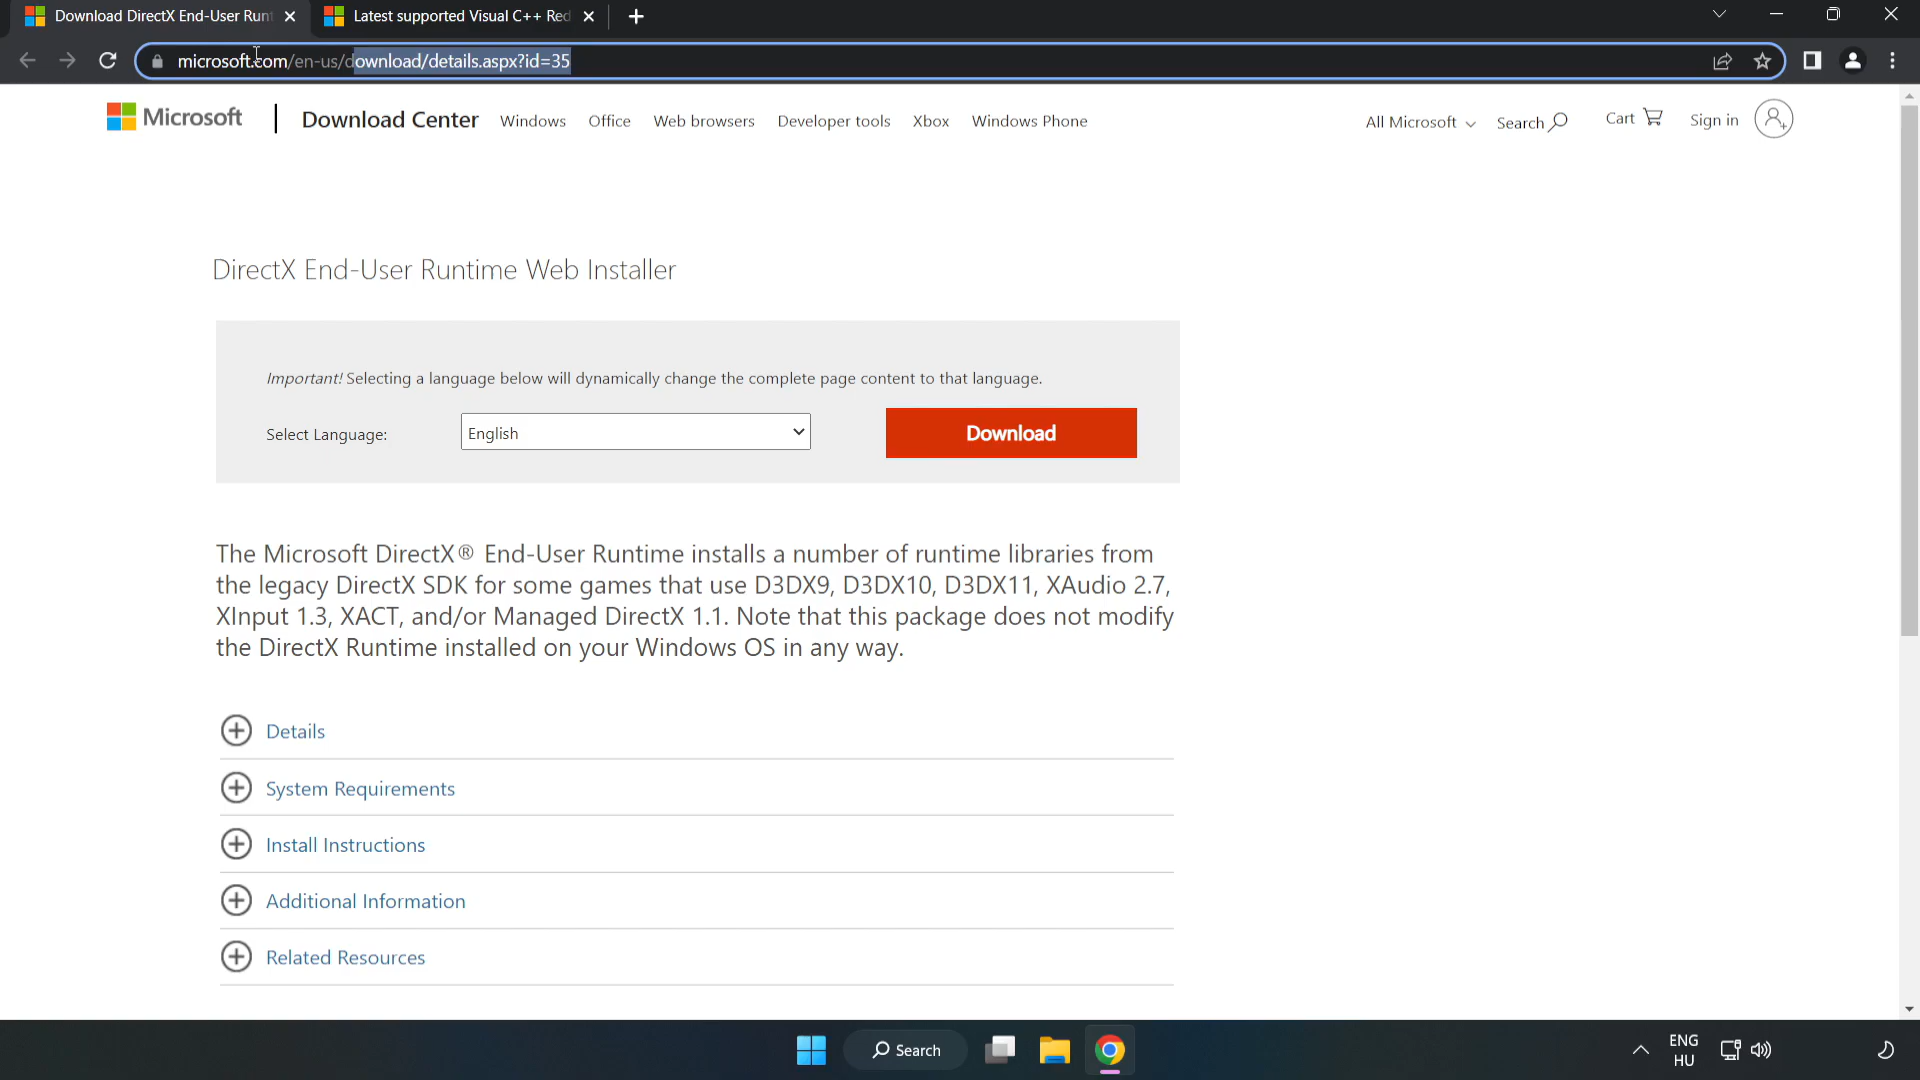 Download DirectX End-User Runt
Latest supported Visual C++ Red
microsoft.com/en-us/download/details.aspx?id=35
Microsoft
Download Center
Windows
Office
Web browsers
Developer tools
Xbox
Windows Phone
All Microsoft
Search
Cart
Sign in
DirectX End-User Runtime Web Installer
Important! Selecting a language below will dynamically change the complete page content to that language.
Select Language:
English
Download
The Microsoft DirectX® End-User Runtime installs a number of runtime libraries from
the legacy DirectX SDK for some games that use D3DX9, D3DX10, D3DX11, XAudio 2.7,
XInput 1.3, XACT, and/or Managed DirectX 1.1. Note that this package does not modify
the DirectX Runtime installed on your Windows OS in any way.
Details
System Requirements
Install Instructions
Additional Information
Related Resources
Search
ENG
HU